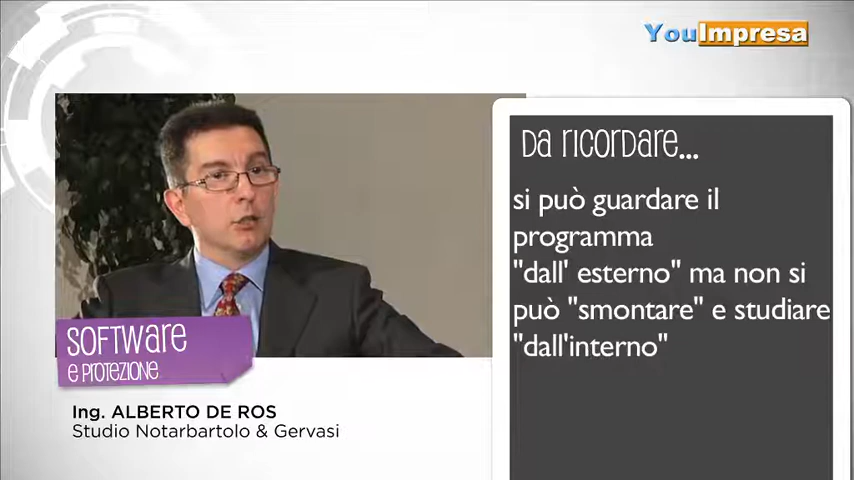 YouImpresa
Da ricordare...
si può guardare il
programma
"dall' esterno" ma non si
può "smontare" e studiare
"dall'interno"
Software
e protezione
Ing. ALBERTO DE ROS
Studio Notarbartolo & Gervasi